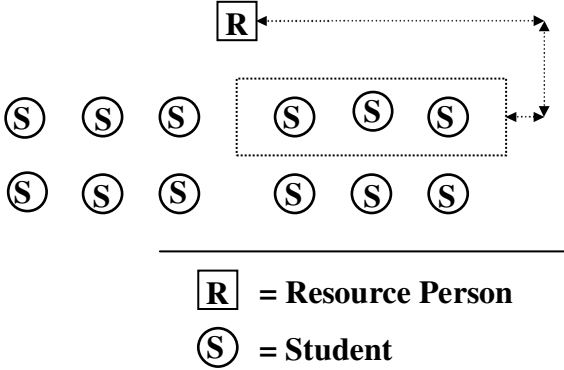 R
S S S S S S
S S S S S S
R = Resource Person
S = Student